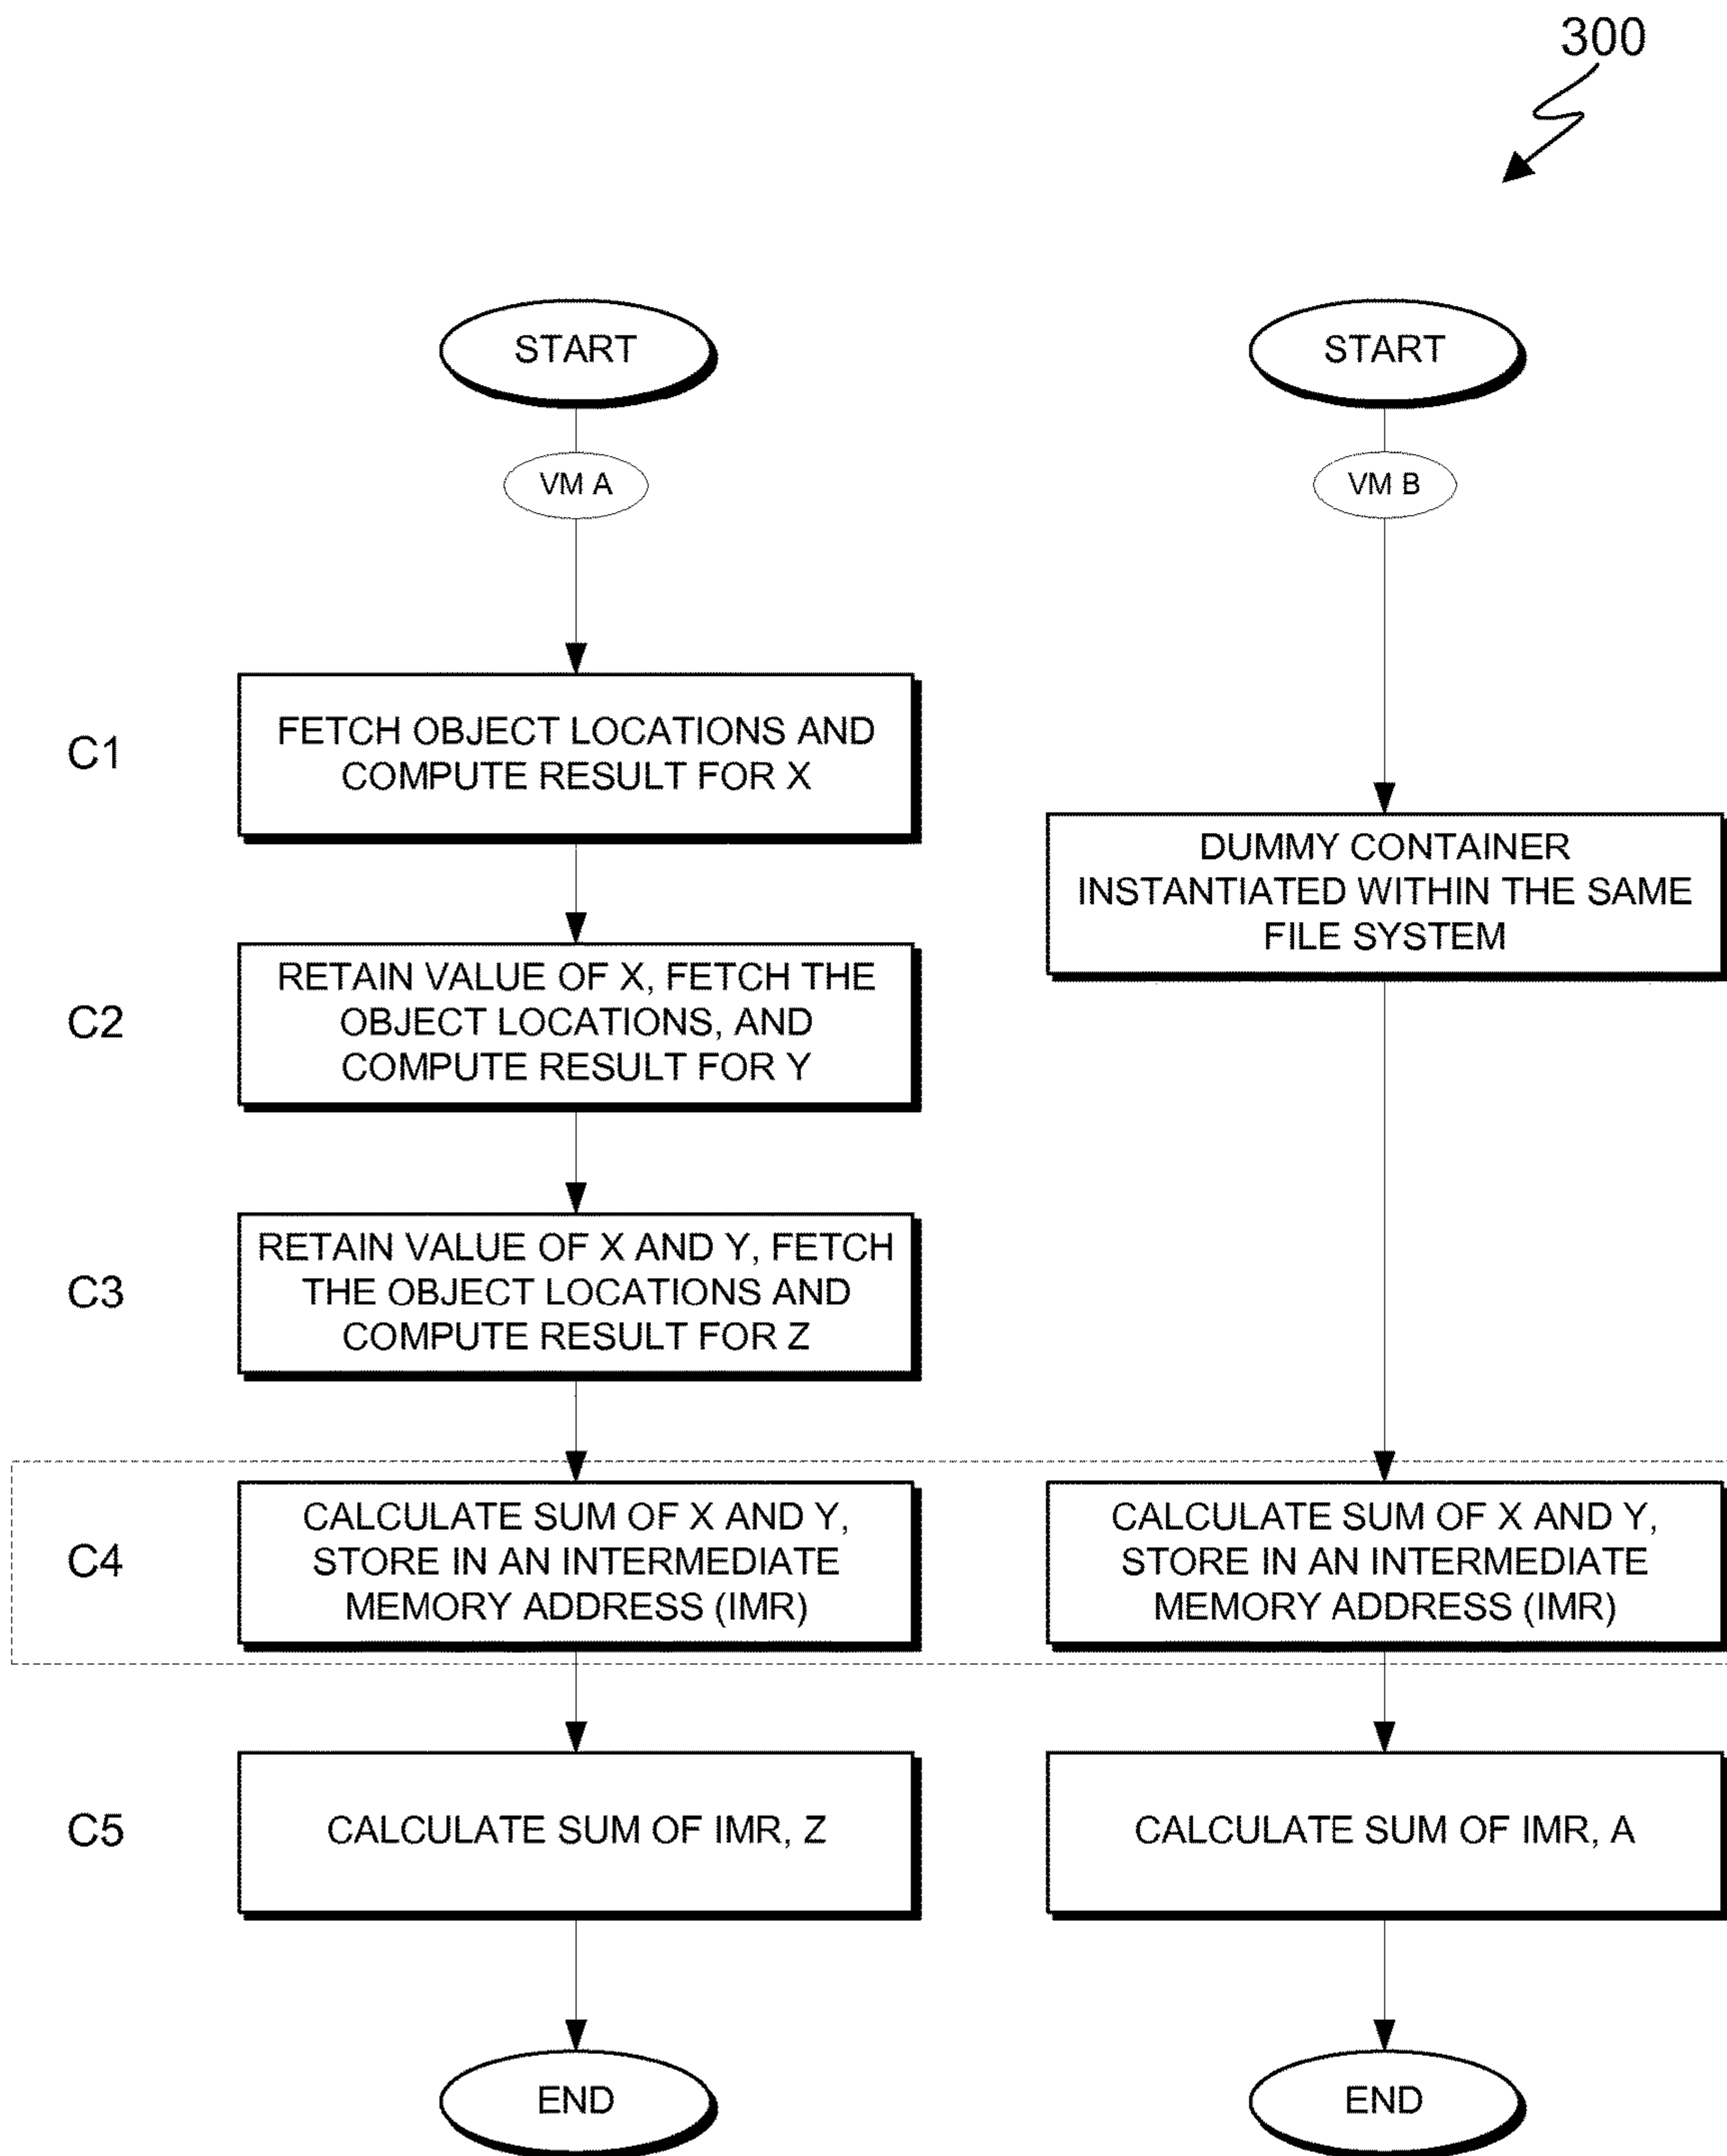 300
START
START
VM A
VM B
C1
FETCH OBJECT LOCATIONS AND
COMPUTE RESULT FOR X
DUMMY CONTAINER
INSTANTIATED WITHIN THE SAME
FILE SYSTEM
C2
RETAIN VALUE OF X, FETCH THE
OBJECT LOCATIONS, AND
COMPUTE RESULT FOR Y
C3
RETAIN VALUE OF X AND Y, FETCH
THE OBJECT LOCATIONS AND
COMPUTE RESULT FOR Z
C4
CALCULATE SUM OF X AND Y,
STORE IN AN INTERMEDIATE
MEMORY ADDRESS (IMR)
CALCULATE SUM OF X AND Y,
STORE IN AN INTERMEDIATE
MEMORY ADDRESS (IMR)
C5
CALCULATE SUM OF IMR, Z
CALCULATE SUM OF IMR, A
END
END